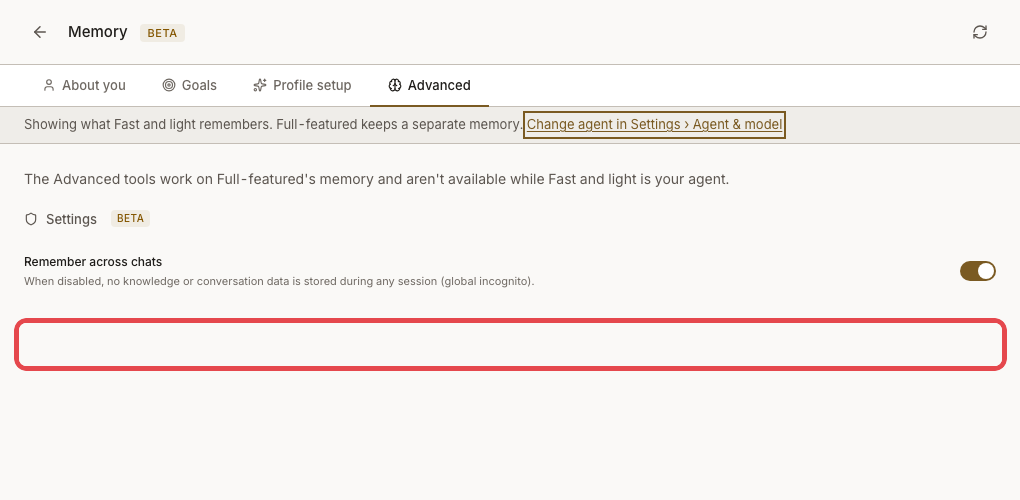 Memory BETA
About you Goals Profile setup Advanced
Showing what Fast and light remembers. Full-featured keeps a separate memory. Change agent in Settings › Agent & model
The Advanced tools work on Full-featured's memory and aren't available while Fast and light is your agent.
Settings BETA
Remember across chats
When disabled, no knowledge or conversation data is stored during any session (global incognito).